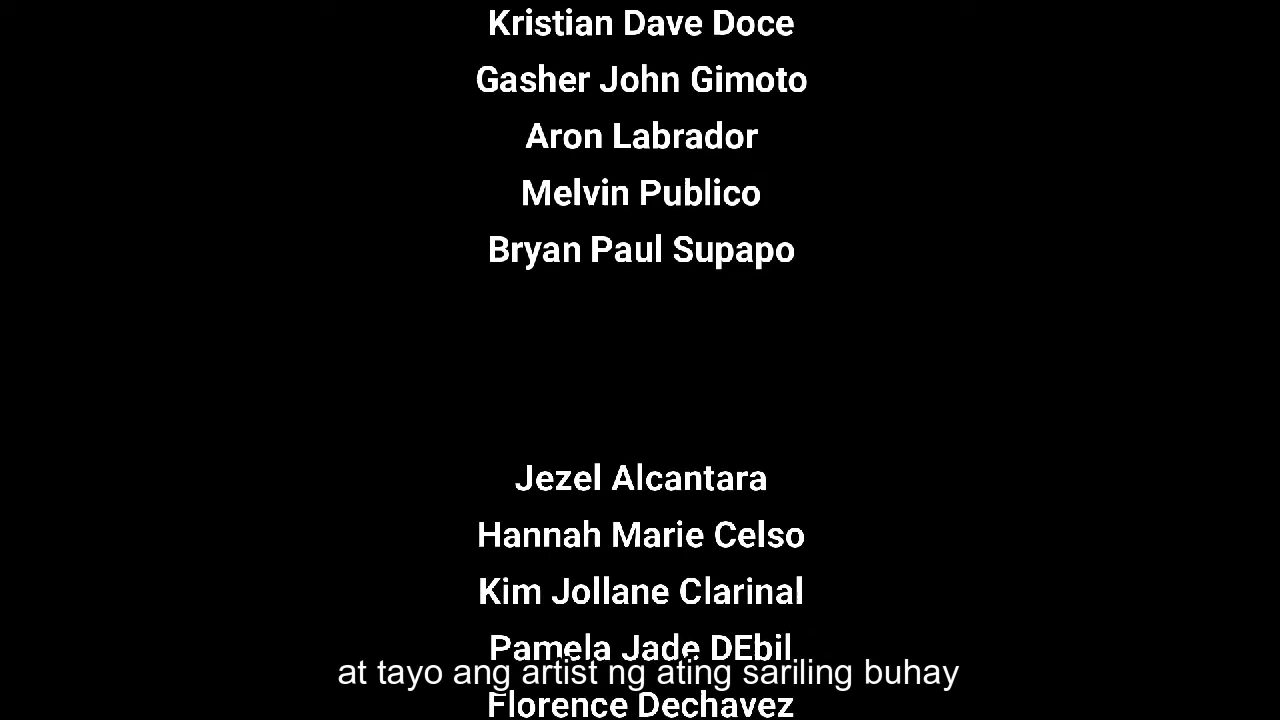 Kristian Dave Doce
Gasher John Gimoto
Aron Labrador
Melvin Publico
Bryan Paul Supapo
Jezel Alcantara
Hannah Marie Celso
Kim Jollane Clarinal
Pamela Jade DEbil
at tayo ang artist ng ating sariling buhay
Florence Dechavez